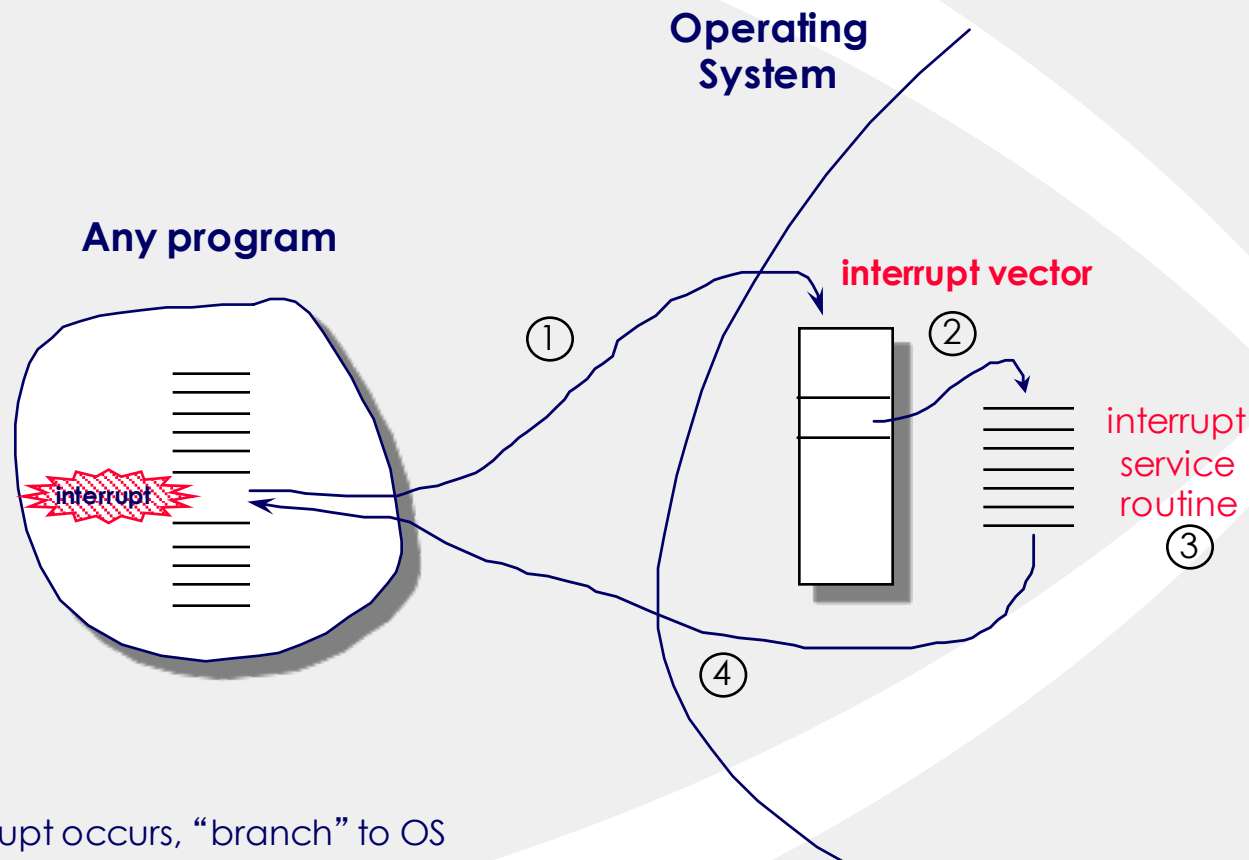 Operating
System
Any program
interrupt vector
1
2
interrupt
interrupt
service
routine
3
4
upt occurs, “branch” to OS